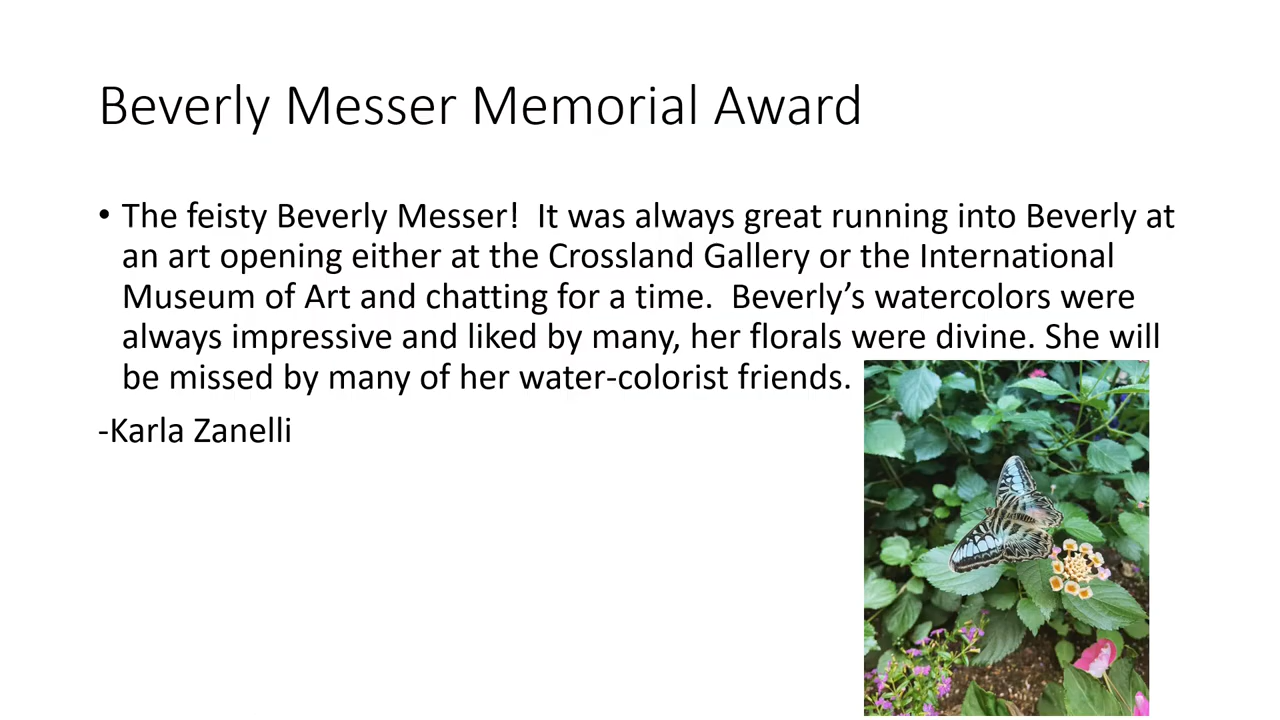 Beverly Messer Memorial Award
• The feisty Beverly Messer!  It was always great running into Beverly at
an art opening either at the Crossland Gallery or the International
Museum of Art and chatting for a time.  Beverly’s watercolors were
always impressive and liked by many, her florals were divine. She will
be missed by many of her water-colorist friends.
-Karla Zanelli